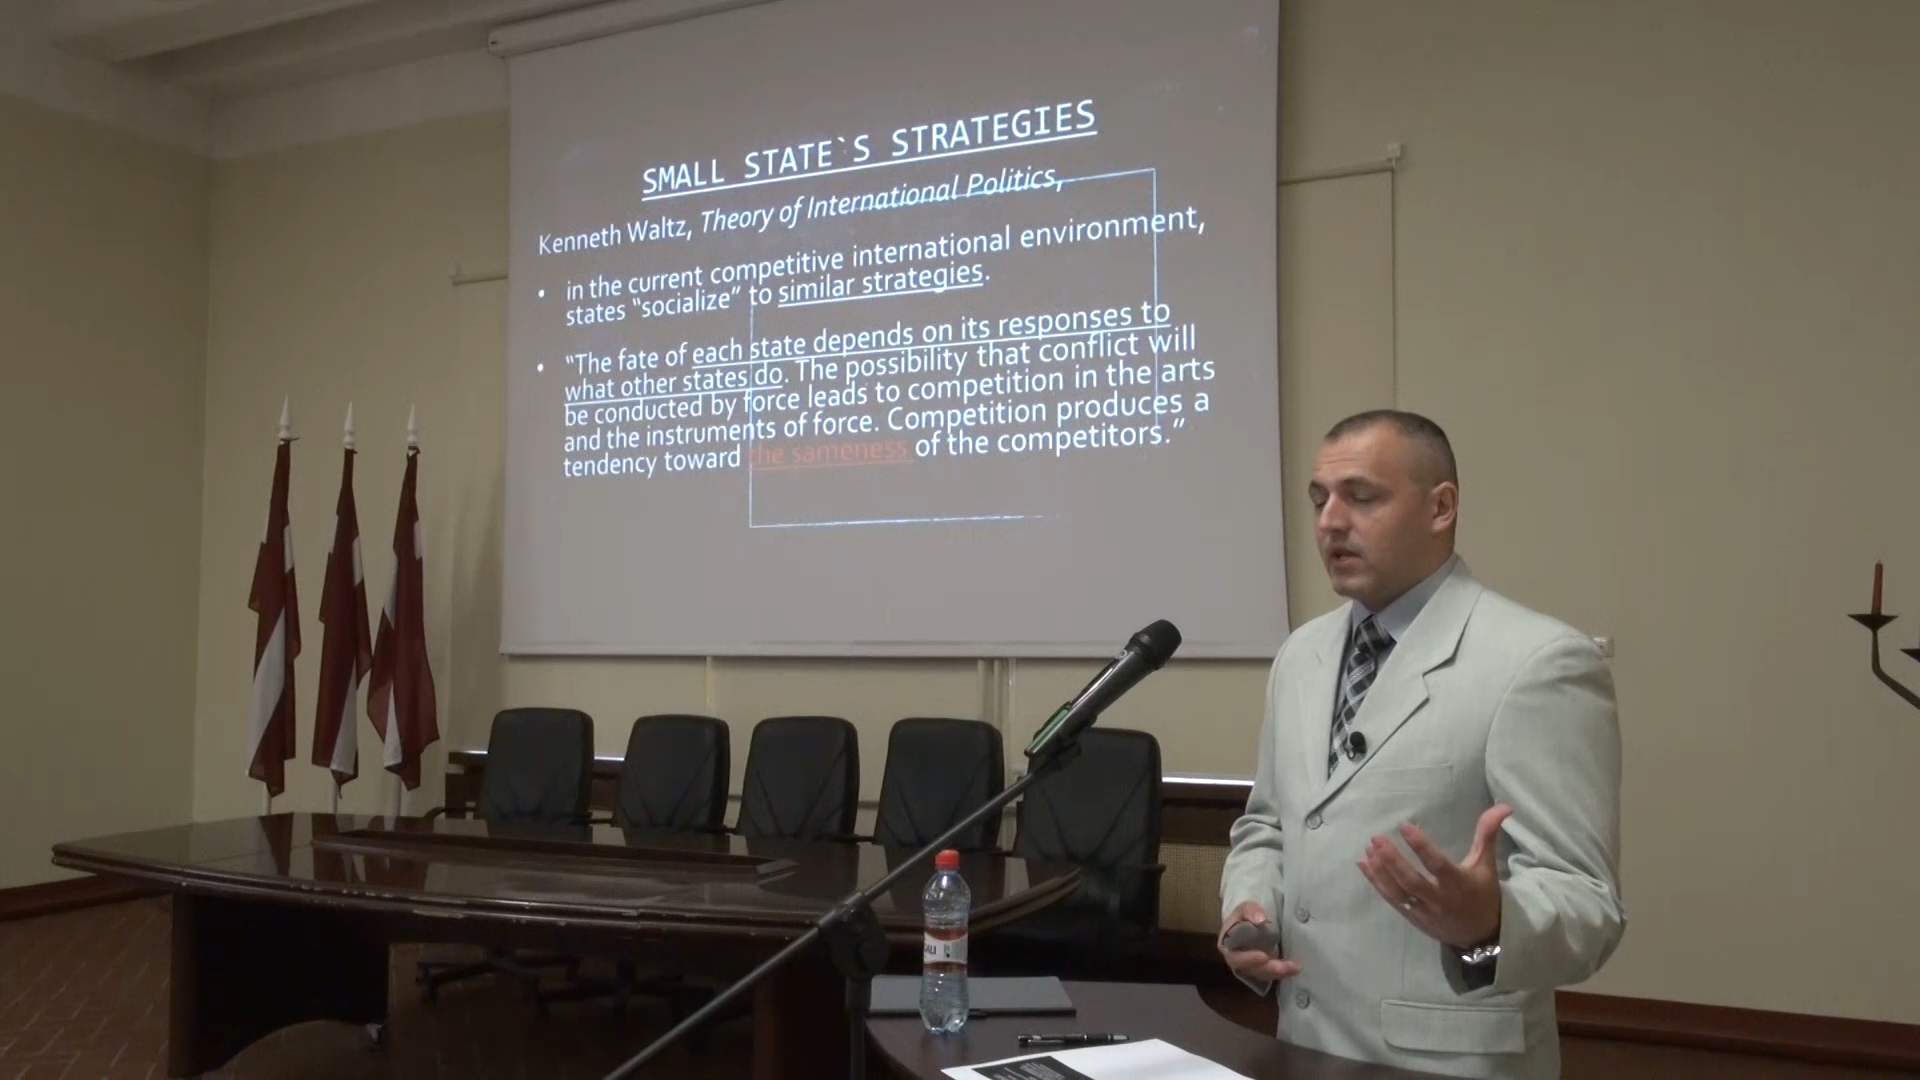 SMALL STATE`S STRATEGIES
Kenneth Waltz, Theory of International Politics,
• in the current competitive international environment,
states “socialize” to similar strategies.
• “The fate of each state depends on its responses to
what other states do. The possibility that conflict will
be conducted by force leads to competition in the arts
and the instruments of force. Competition produces a
tendency toward the sameness of the competitors.”